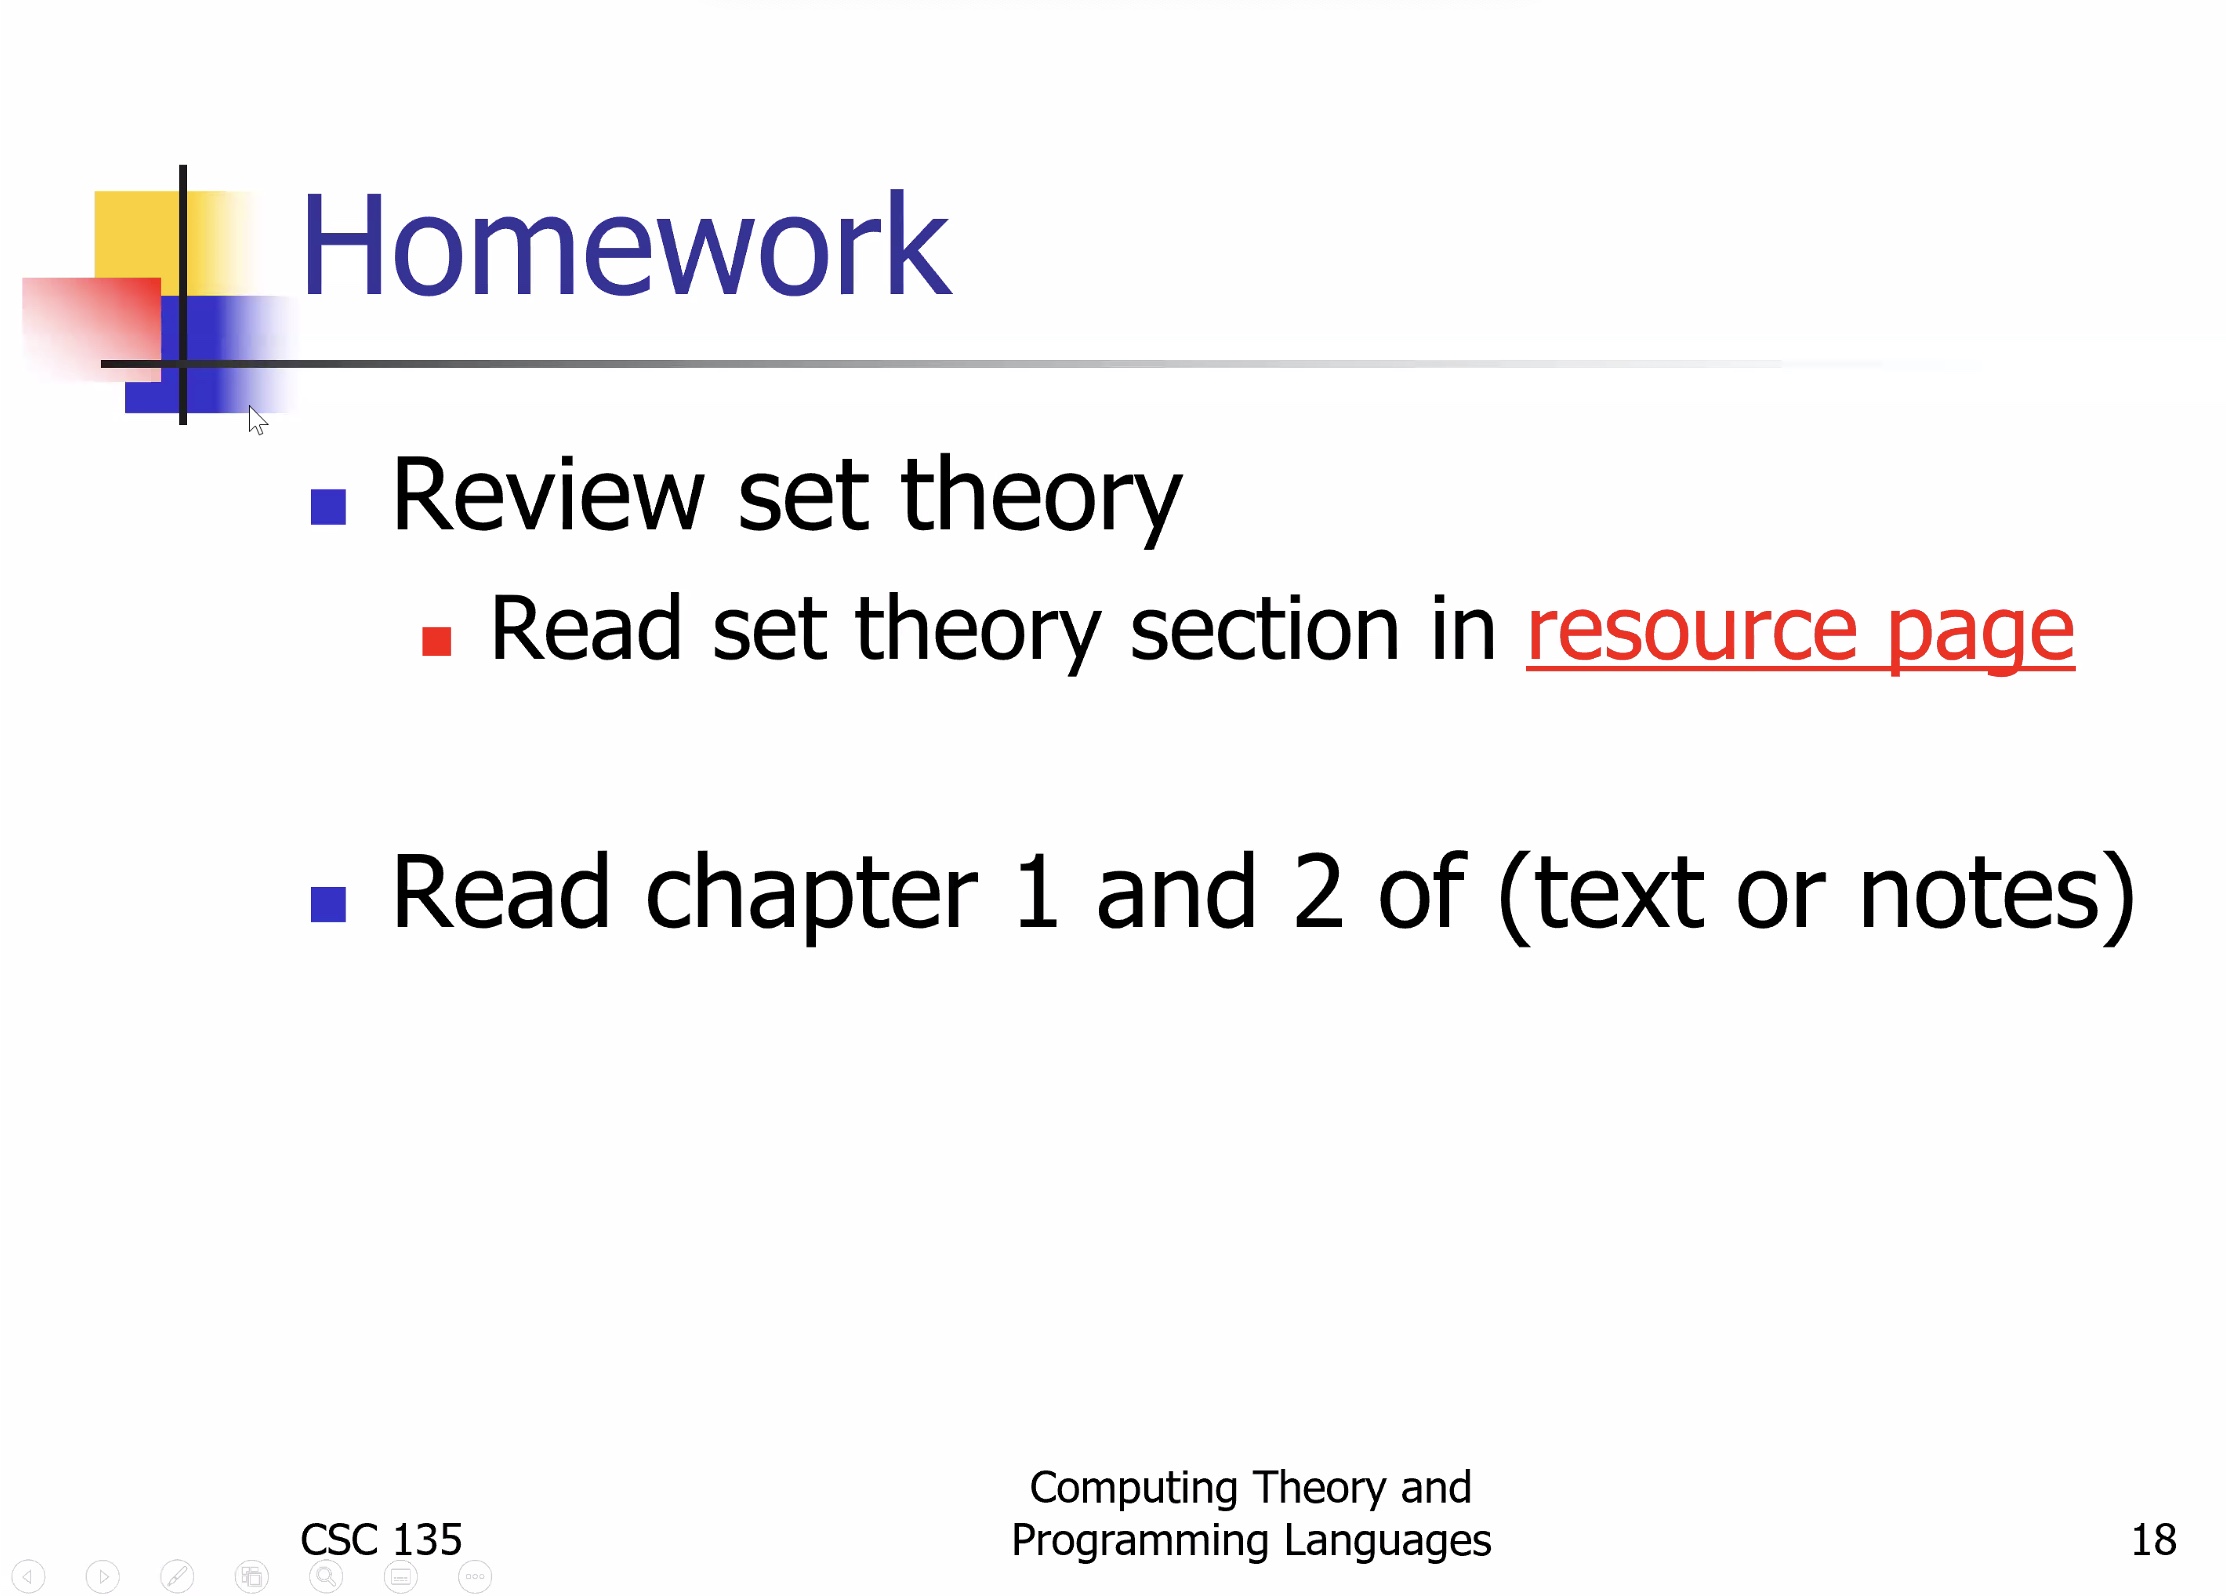 Homework
Review set theory
Read set theory section in resource page
Read chapter 1 and 2 of (text or notes)
CSC 135
Computing Theory and
Programming Languages
18